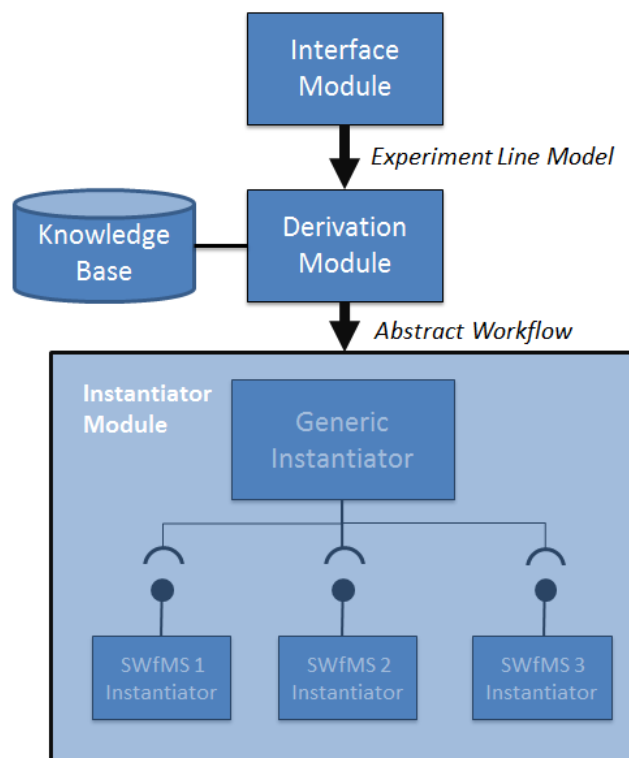 Interface
Module
Experiment Line Model
Knowledge
Base
Derivation
Module
Abstract Workflow
Instantiator
Module
Generic
Instantiator
SWfMS 1
Instantiator
SWfMS 2
Instantiator
SWfMS 3
Instantiator